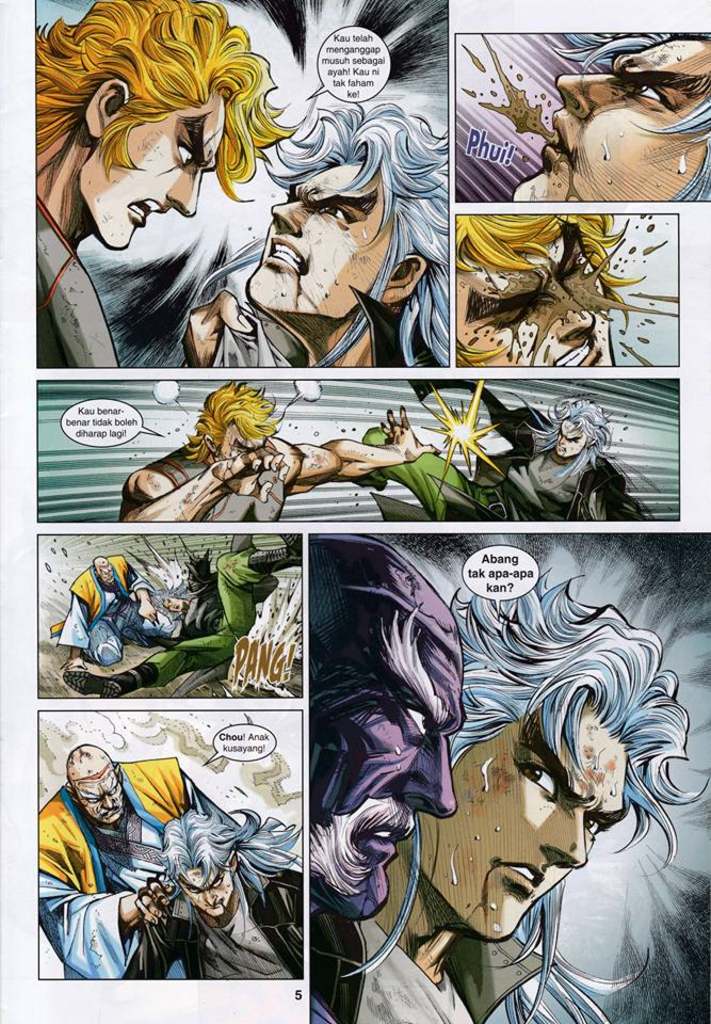 Kau telah
menganggap
musuh sebagai
ayah! Kau ni
tak faham
ke!
Phui!
Kau benar-
benar tidak boleh
diharap lagi!
PANG!
Chou! Anak
kusayang!
Abang
tak apa-apa
kan?
5